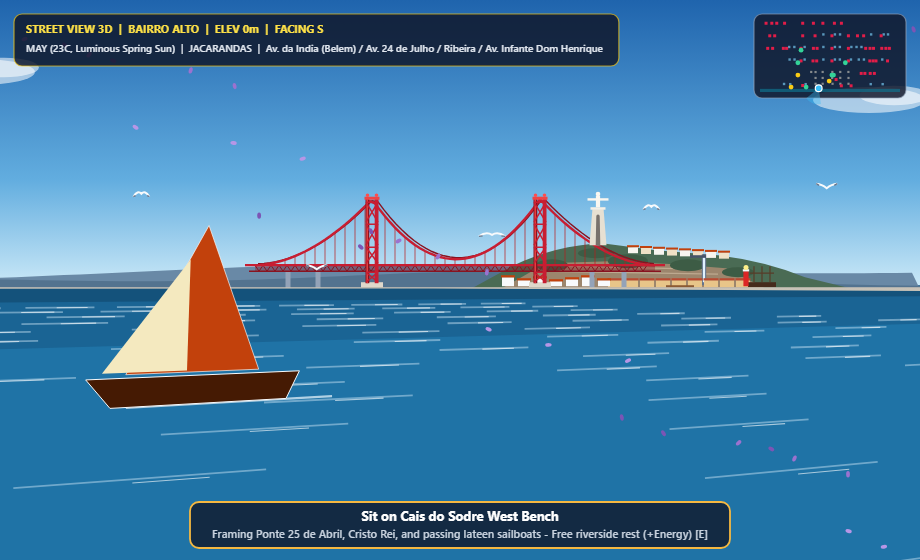 STREET VIEW 3D | BAIRRO ALTO | ELEV 0m | FACING S
MAY (23C, Luminous Spring Sun) | JACARANDAS | Av. da India (Belem) / Av. 24 de Julho / Ribeira / Av. Infante Dom Henrique
Sit on Cais do Sodre West Bench
Framing Ponte 25 de Abril, Cristo Rei, and passing lateen sailboats - Free riverside rest (+Energy) [E]